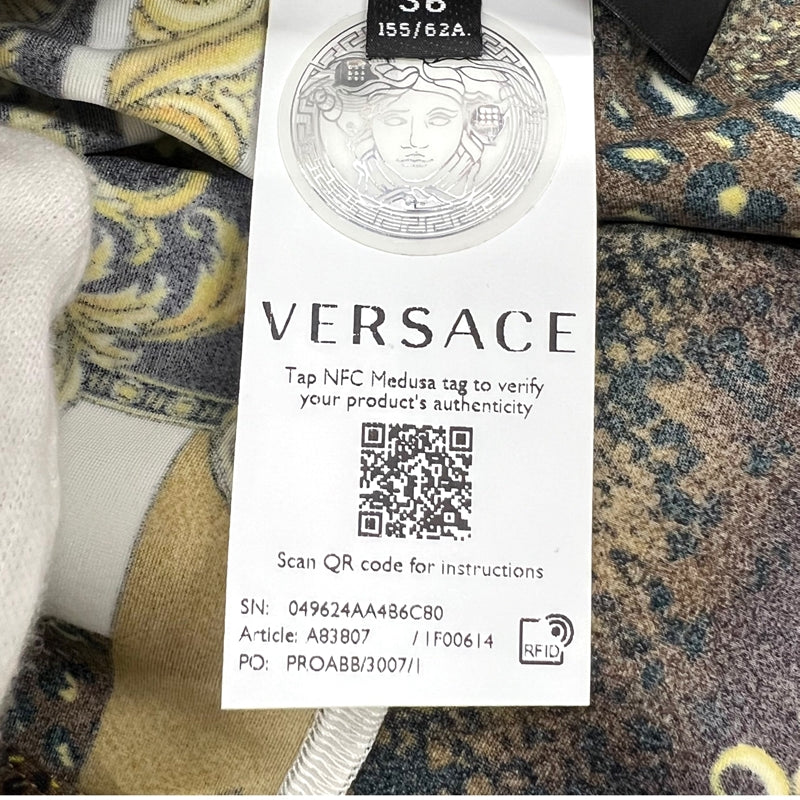 36
155/62A.
VERSACE
Tap NFC Medusa tag to verify
your product's authenticity
Scan QR code for instructions
SN: 049624AA4B6C80
Article: A83807 / 1F00614
PO: PROABB/3007/1
RFID